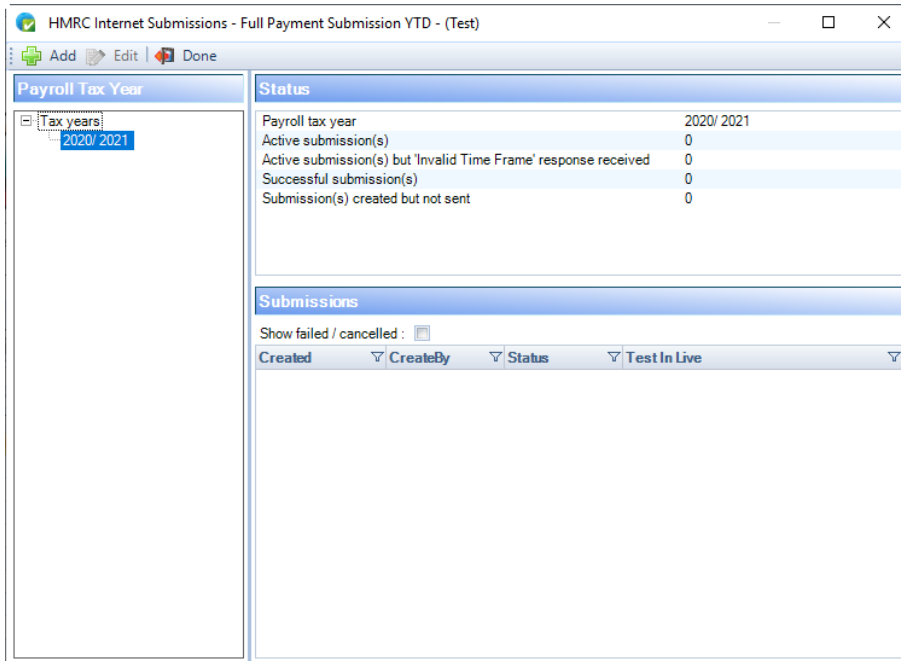 HMRC Internet Submissions - Full Payment Submission YTD - (Test)
Add Edit Done
Payroll Tax Year
Tax years
2020/ 2021
Status
Payroll tax year 2020/ 2021
Active submission(s) 0
Active submission(s) but 'Invalid Time Frame' response received 0
Successful submission(s) 0
Submission(s) created but not sent 0
Submissions
Show failed / cancelled :
Created CreateBy Status Test In Live